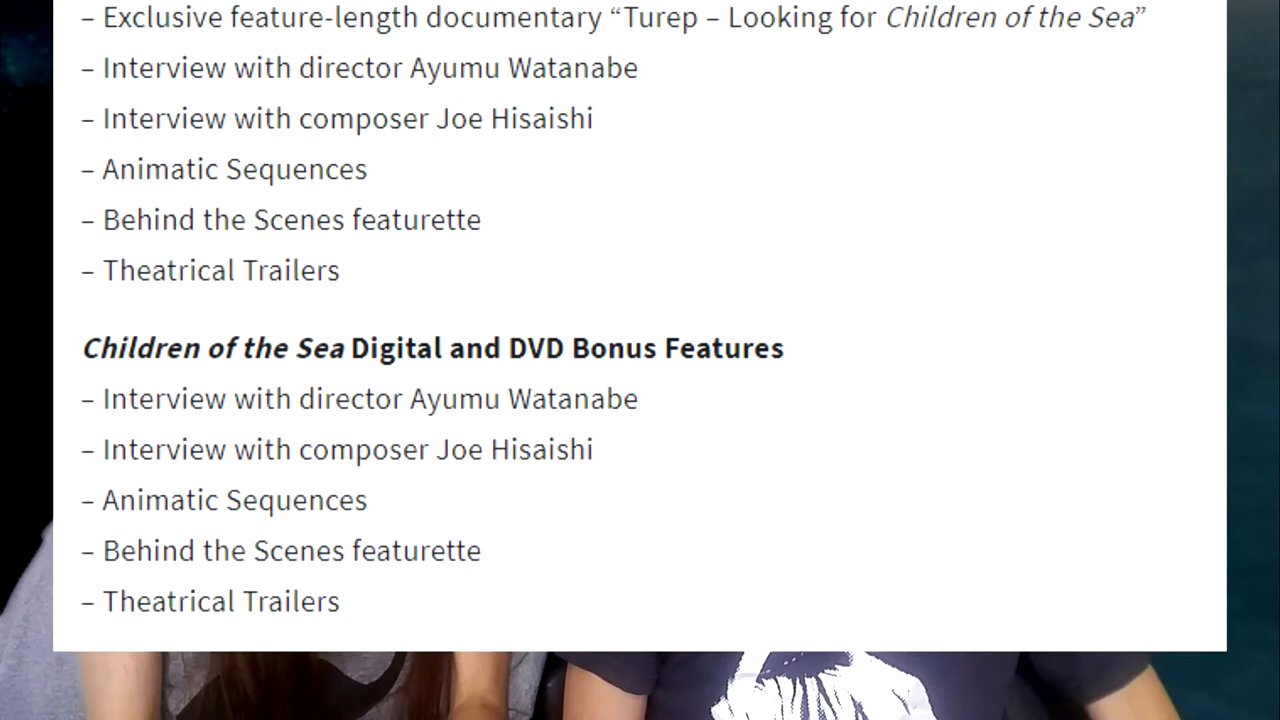 – Exclusive feature-length documentary “Turep – Looking for Children of the Sea”
– Interview with director Ayumu Watanabe
– Interview with composer Joe Hisaishi
– Animatic Sequences
– Behind the Scenes featurette
– Theatrical Trailers
Children of the Sea Digital and DVD Bonus Features
– Interview with director Ayumu Watanabe
– Interview with composer Joe Hisaishi
– Animatic Sequences
– Behind the Scenes featurette
– Theatrical Trailers